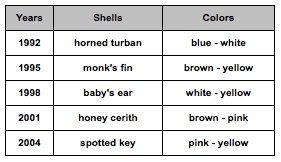 Years Shells Colors
1992 horned turban blue - white
1995 monk's fin brown - yellow
1998 baby's ear white - yellow
2001 honey cerith brown - pink
2004 spotted key pink - yellow